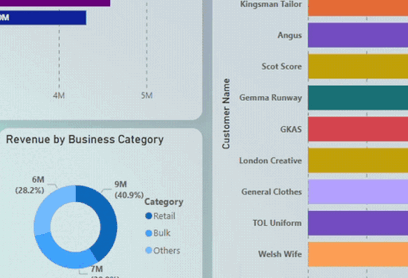 4M
5M
Revenue by Business Category
6M
(28.2%)
9M
(40.9%)
7M
Category
Retail
Bulk
Others
Customer Name
Kingsman Tailor
Angus
Scot Score
Gemma Runway
GKAS
London Creative
General Clothes
TOL Uniform
Welsh Wife